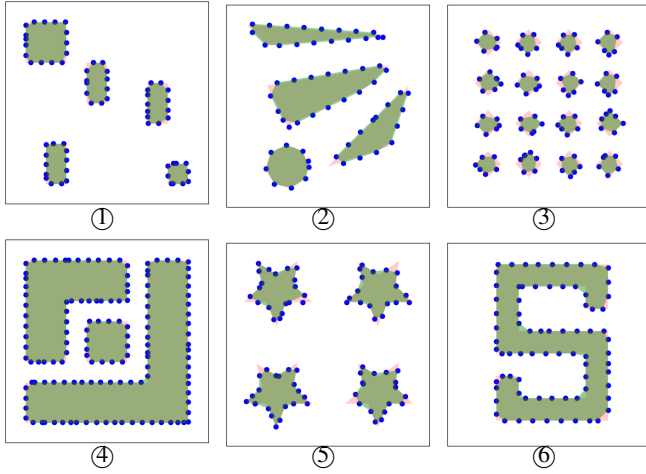 ① ② ③
④ ⑤ ⑥